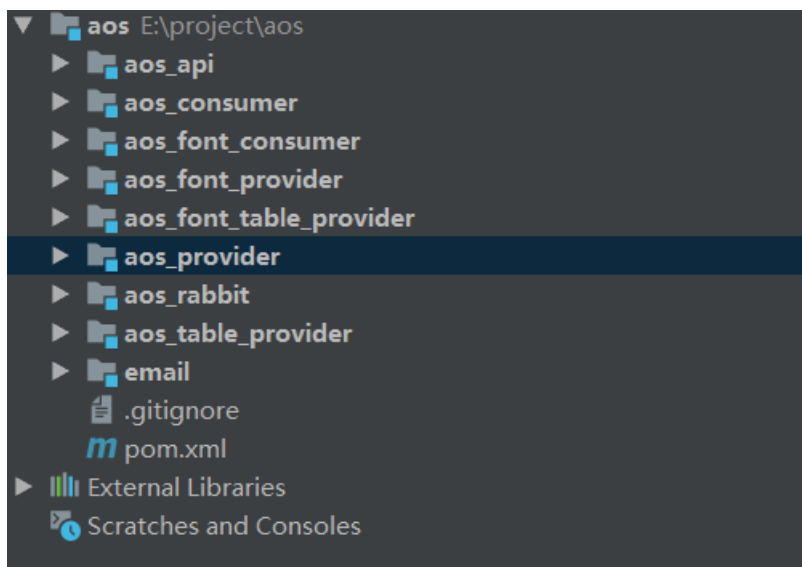 aos E:\project\aos
aos_api
aos_consumer
aos_font_consumer
aos_font_provider
aos_font_table_provider
aos_provider
aos_rabbit
aos_table_provider
email
.gitignore
m pom.xml
External Libraries
Scratches and Consoles